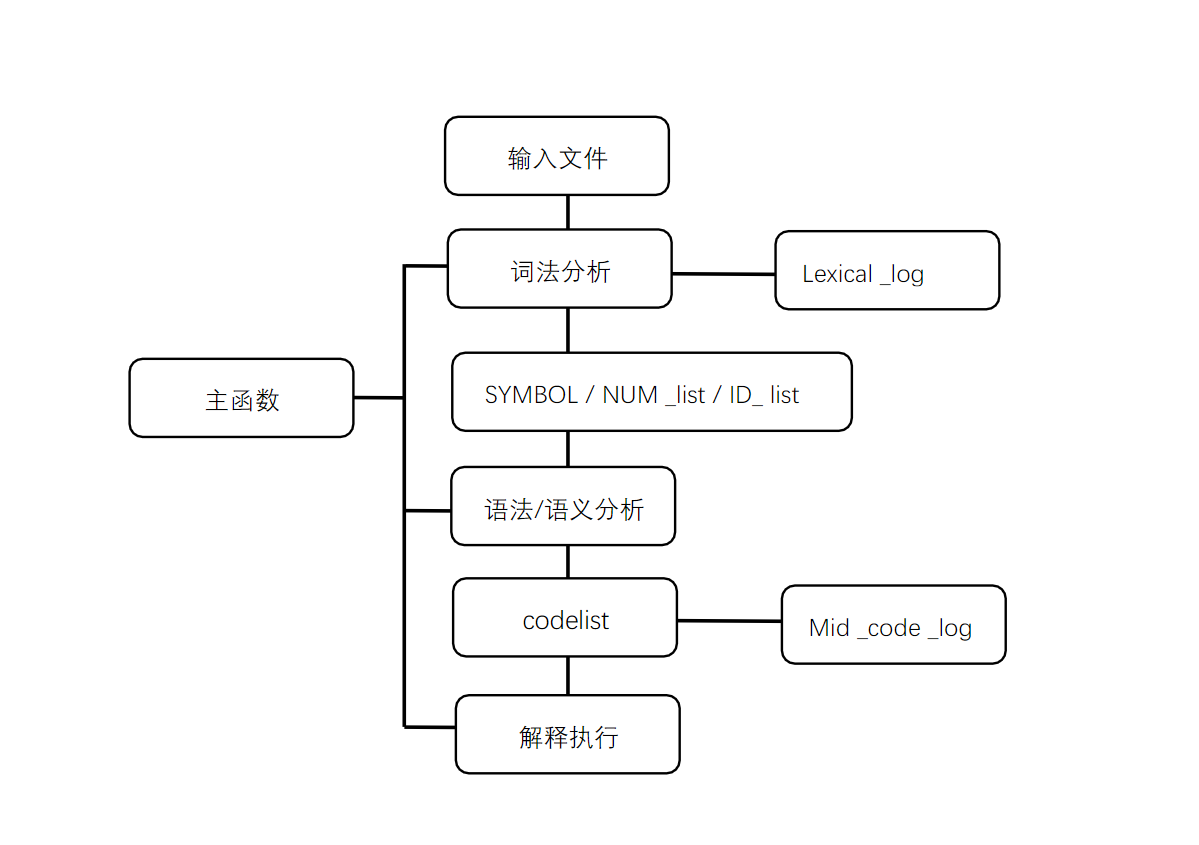 输入文件
词法分析
Lexical _log
SYMBOL / NUM _list / ID_ list
主函数
语法/语义分析
codelist
Mid _code _log
解释执行